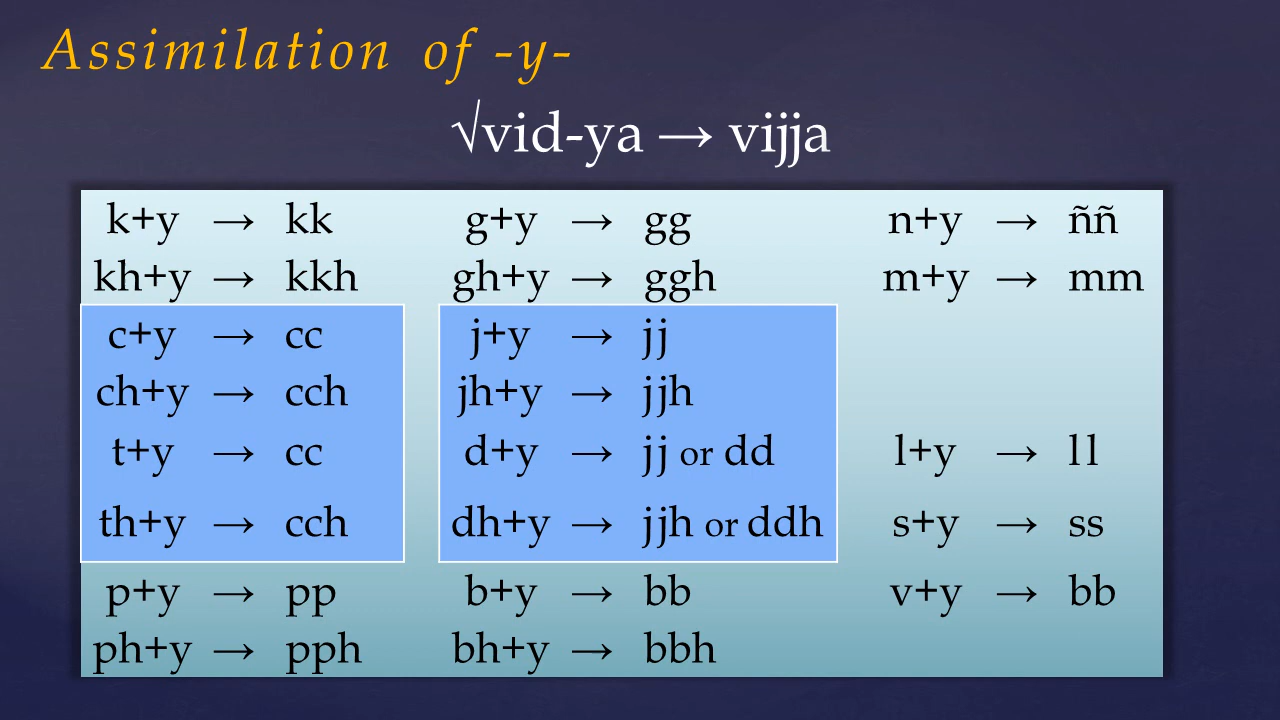 Assimilation of -y-
√vid-ya → vijja
k+y → kk g+y → gg n+y → ññ
kh+y → kkh gh+y → ggh m+y → mm
c+y → cc j+y → jj
ch+y → cch jh+y → jjh
t+y → cc d+y → jj or dd l+y → ll
th+y → cch dh+y → jjh or ddh s+y → ss
p+y → pp b+y → bb v+y → bb
ph+y → pph bh+y → bbh